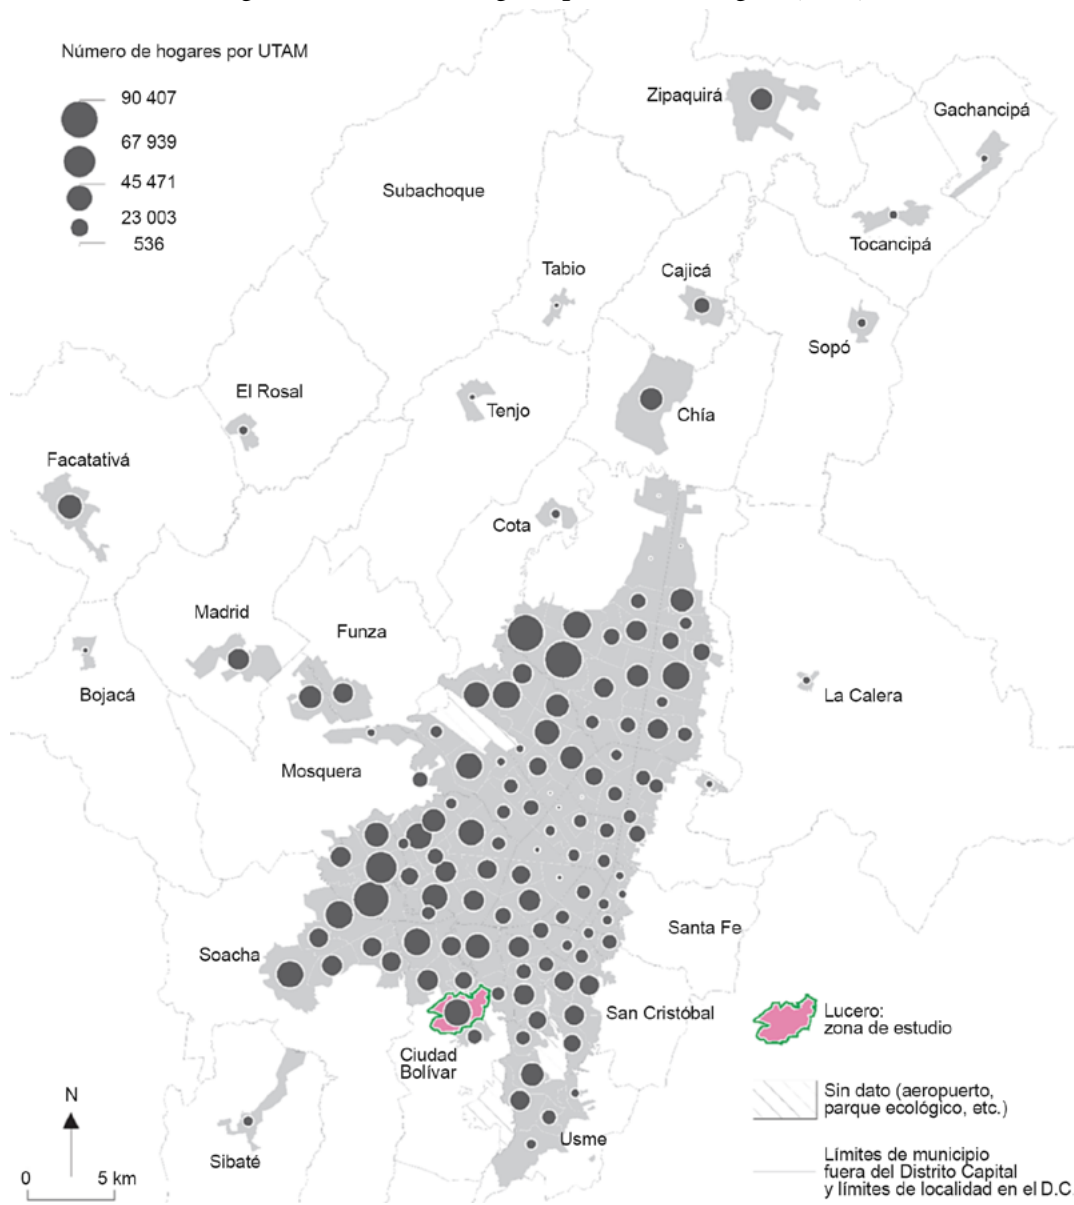 Número de hogares por UTAM
90 407
67 939
45 471
23 003
536
Zipaquirá
Gachancipá
Subachoque
Tocancipá
Tabio
Cajicá
Sopó
El Rosal
Tenjo
Chía
Facatativá
Cota
Madrid
Funza
Bojacá
La Calera
Mosquera
Santa Fe
Soacha
San Cristóbal
Lucero:
zona de estudio
Ciudad
Bolívar
Sin dato (aeropuerto,
parque ecológico, etc.)
N
Usme
Sibaté
Límites de municipio
fuera del Distrito Capital
y límites de localidad en el D.C.
0 5 km